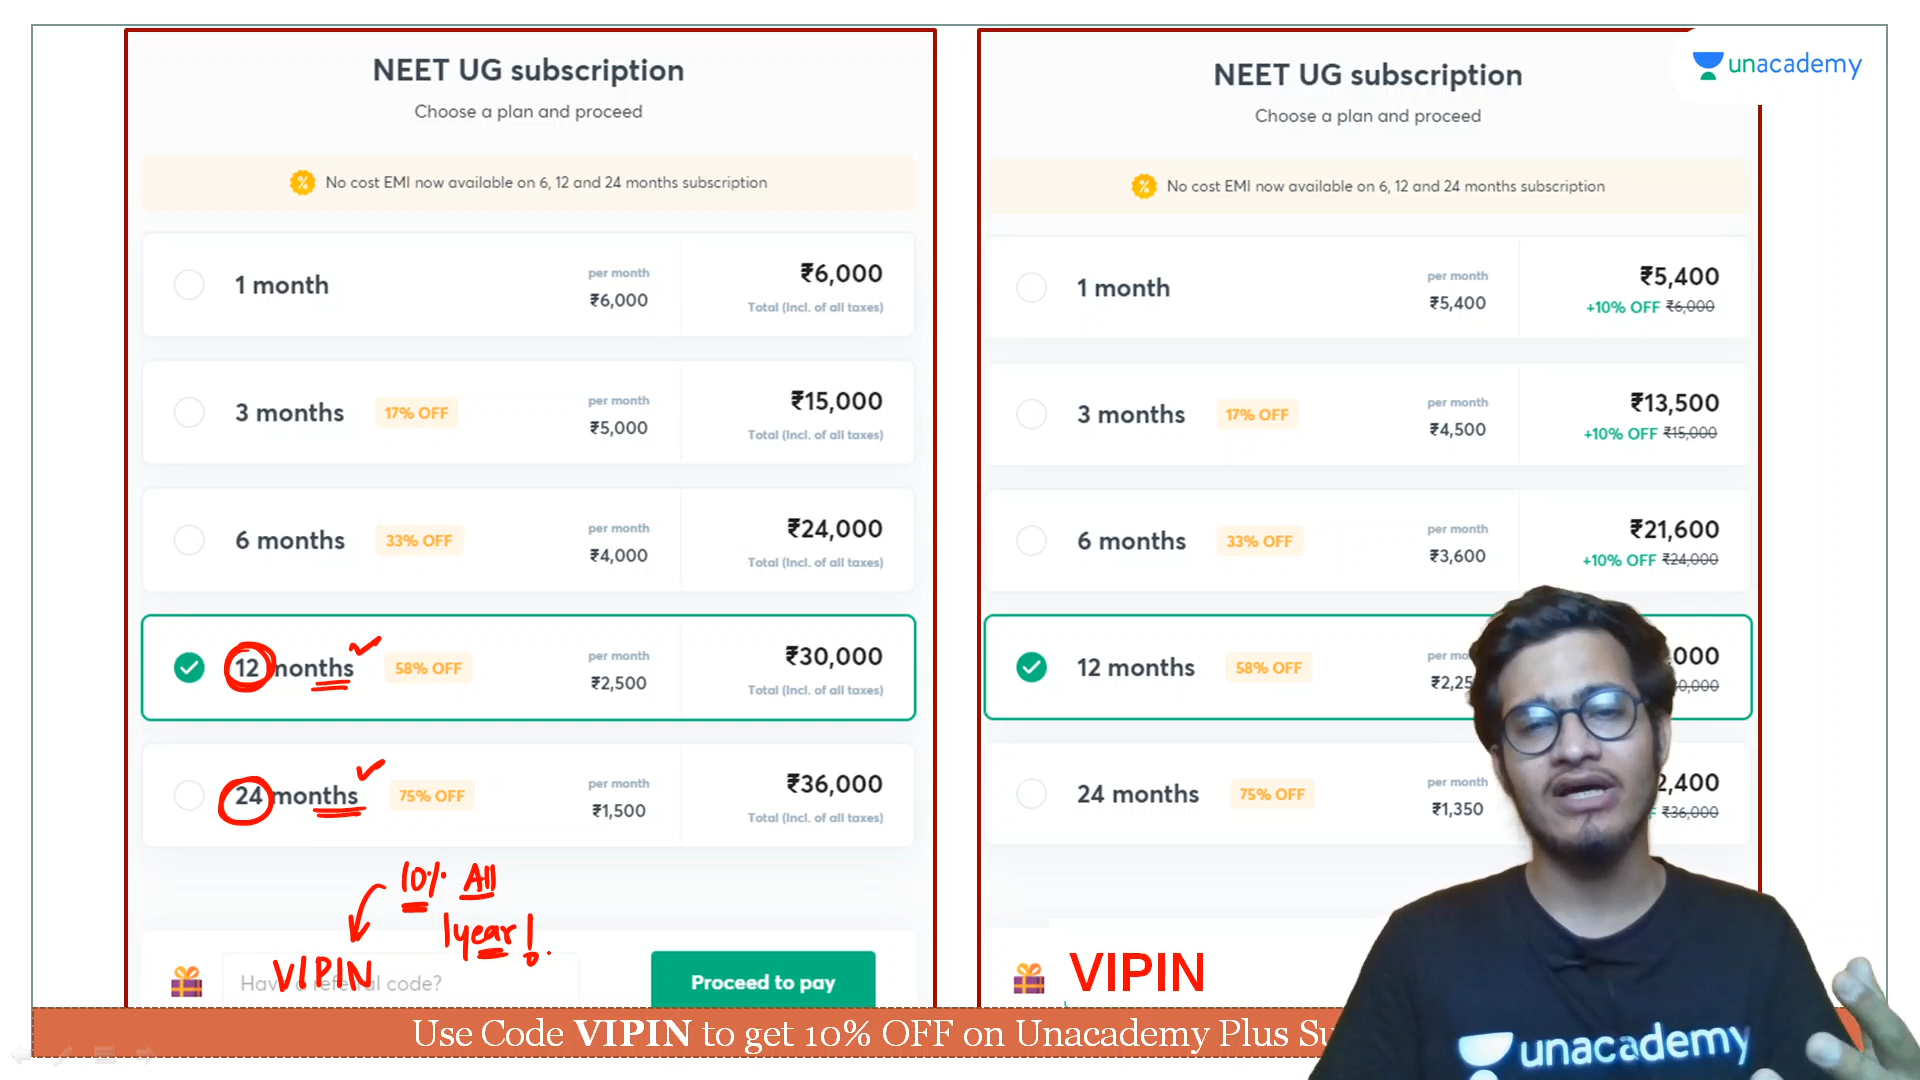 NEET UG subscription
Choose a plan and proceed
No cost EMI now available on 6, 12 and 24 months subscription
1 month
per month
₹6,000
₹6,000
Total (Incl. of all taxes)
3 months
17% OFF
per month
₹5,000
₹15,000
Total (Incl. of all taxes)
6 months
33% OFF
per month
₹4,000
₹24,000
Total (Incl. of all taxes)
12 months
58% OFF
per month
₹2,500
₹30,000
Total (Incl. of all taxes)
24 months
75% OFF
per month
₹1,500
₹36,000
Total (Incl. of all taxes)
10% All
1 year!
VIPIN
Have a referral code?
Proceed to pay
unacademy
NEET UG subscription
Choose a plan and proceed
No cost EMI now available on 6, 12 and 24 months subscription
1 month
per month
₹5,400
₹5,400
+10% OFF ₹6,000
3 months
17% OFF
per month
₹4,500
₹13,500
+10% OFF ₹15,000
6 months
33% OFF
per month
₹3,600
₹21,600
+10% OFF ₹24,000
12 months
58% OFF
24 months
75% OFF
per month
₹1,350
₹36,000
VIPIN
Use Code VIPIN to get 10% OFF on Unacademy Plus
unacademy